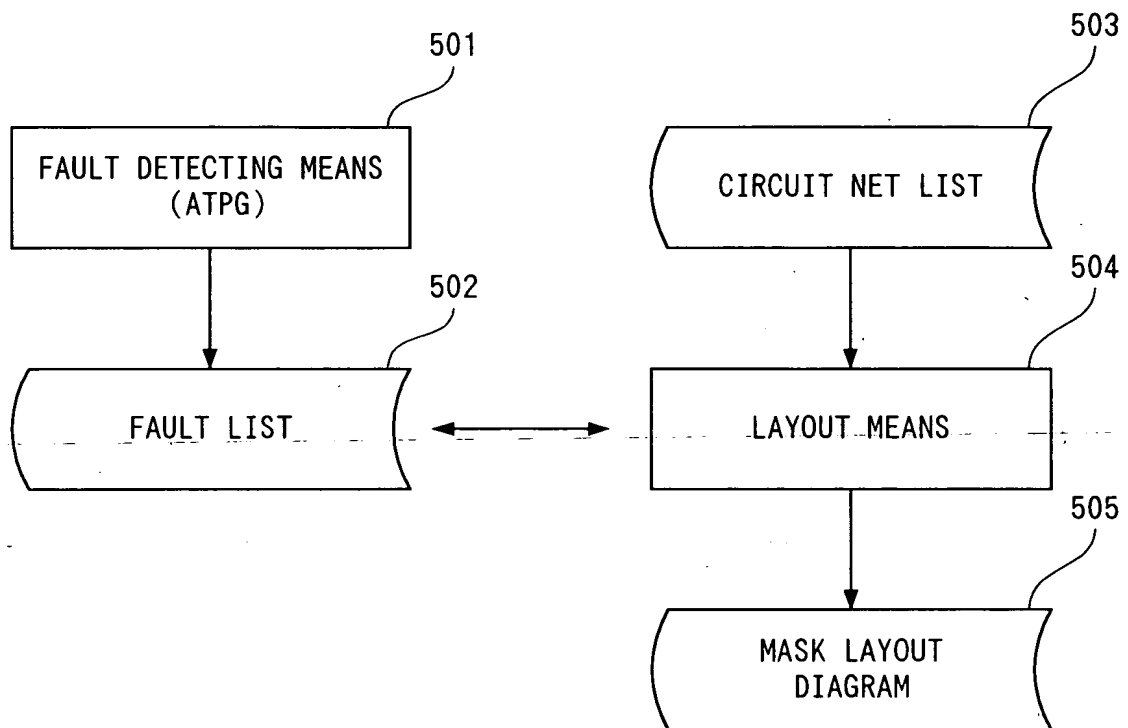 501
FAULT DETECTING MEANS
(ATPG)
502
FAULT LIST
503
CIRCUIT NET LIST
504
LAYOUT MEANS
505
MASK LAYOUT
DIAGRAM